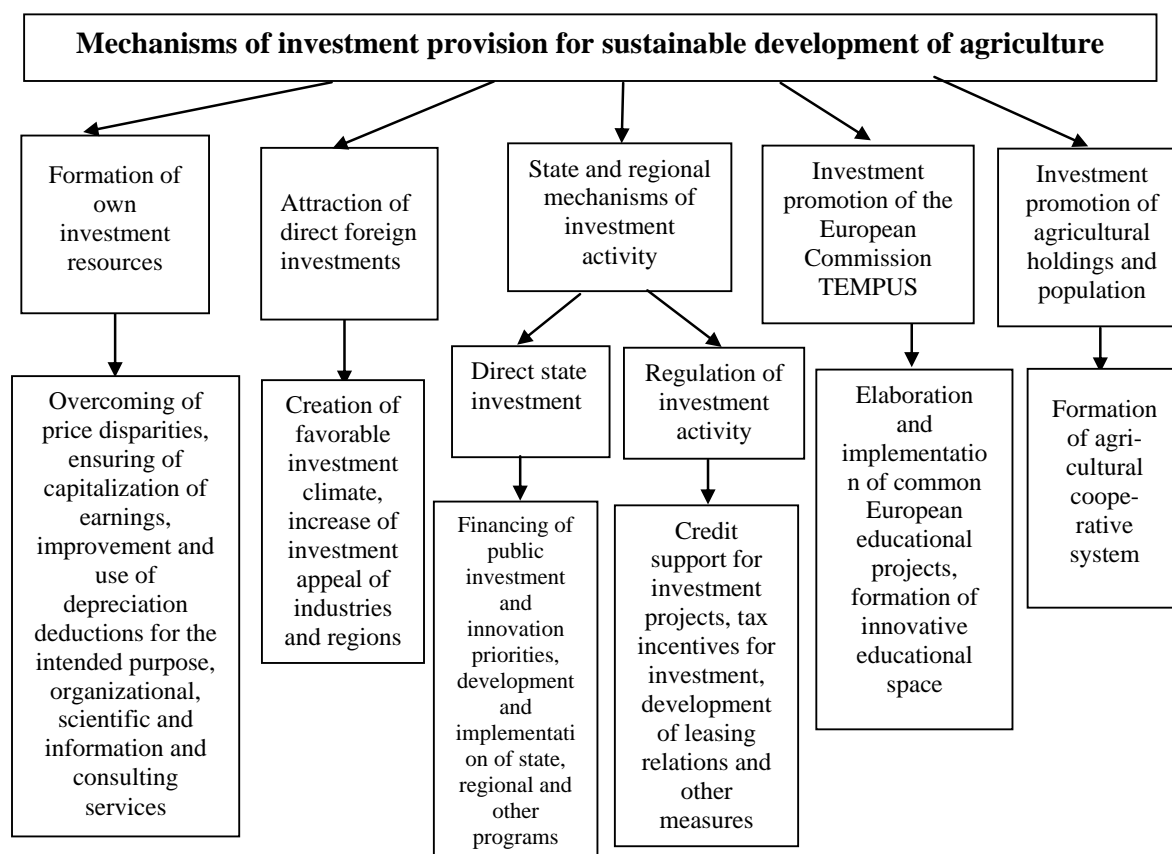 Mechanisms of investment provision for sustainable development of agriculture
Formation of
own
investment
resources
Attraction of
direct foreign
investments
State and regional
mechanisms of
investment
activity
Investment
promotion of the
European
Commission
TEMPUS
Investment
promotion of
agricultural
holdings and
population
Direct state
investment
Regulation of
investment
activity
Overcoming of
price disparities,
ensuring of
capitalization of
earnings,
improvement and
use of
depreciation
deductions for the
intended purpose,
organizational,
scientific and
information and
consulting
services
Creation of
favorable
investment
climate,
increase of
investment
appeal of
industries
and regions
Financing of
public
investment
and
innovation
priorities,
development
and
implementati
on of state,
regional and
other
programs
Credit
support for
investment
projects, tax
incentives for
investment,
development
of leasing
relations and
other
measures
Elaboration
and
implementatio
n of common
European
educational
projects,
formation of
innovative
educational
space
Formation
of agri-
cultural
coope-
rative
system